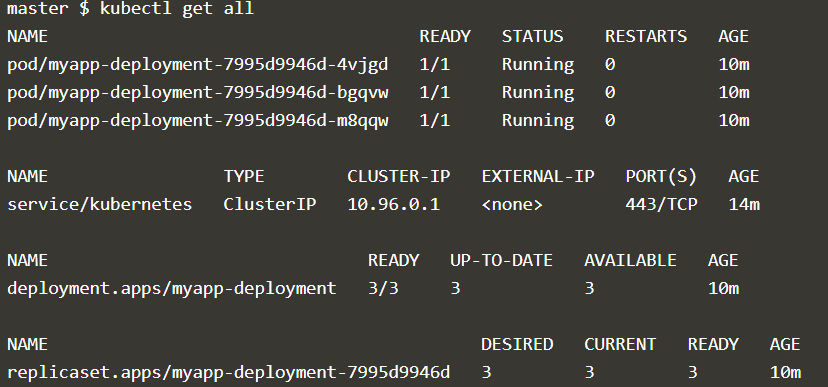 master $ kubectl get all
NAME READY STATUS RESTARTS AGE
pod/myapp-deployment-7995d9946d-4vjgd 1/1 Running 0 10m
pod/myapp-deployment-7995d9946d-bgqvw 1/1 Running 0 10m
pod/myapp-deployment-7995d9946d-m8qqw 1/1 Running 0 10m
NAME TYPE CLUSTER-IP EXTERNAL-IP PORT(S) AGE
service/kubernetes ClusterIP 10.96.0.1 <none> 443/TCP 14m
NAME READY UP-TO-DATE AVAILABLE AGE
deployment.apps/myapp-deployment 3/3 3 3 10m
NAME DESIRED CURRENT READY AGE
replicaset.apps/myapp-deployment-7995d9946d 3 3 3 10m